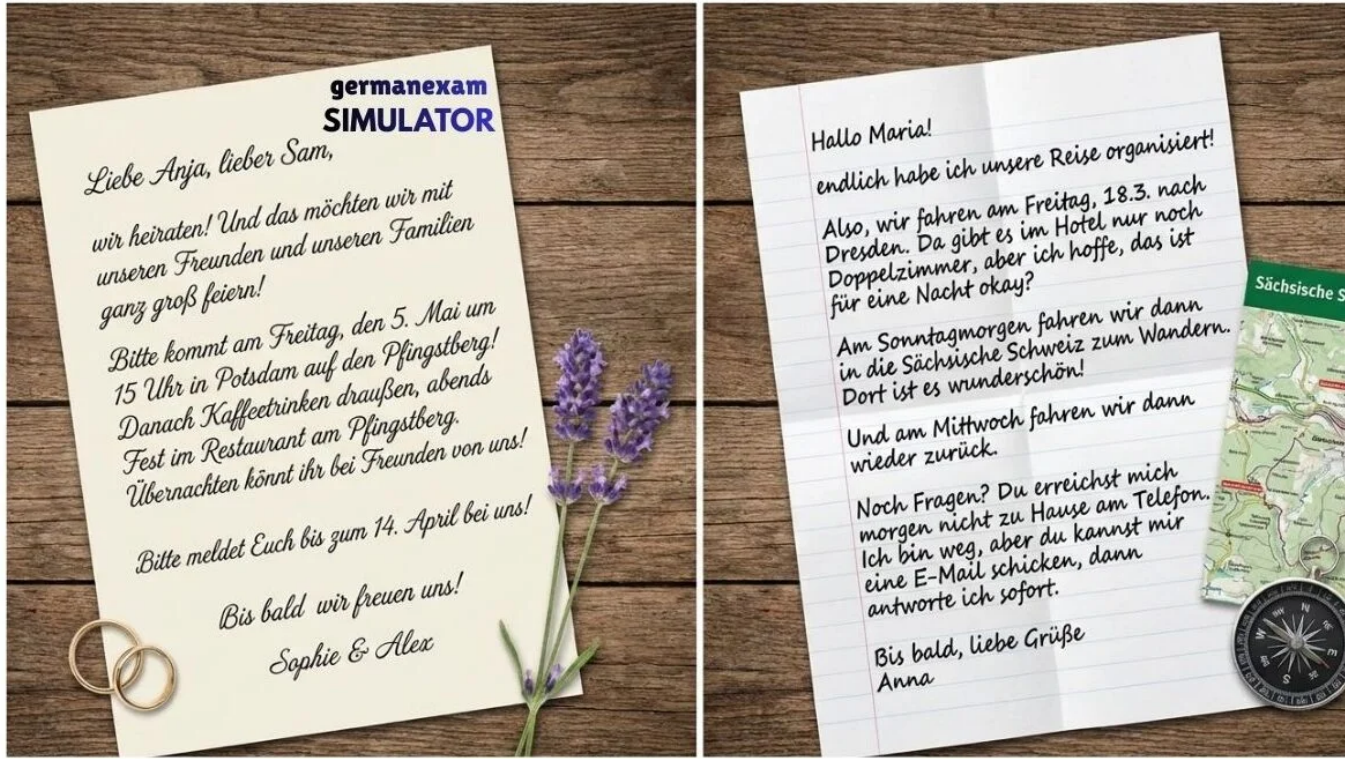 germanexam
SIMULATOR
Liebe Anja, lieber Sam,
wir heiraten! Und das möchten wir mit
unseren Freunden und unseren Familien
ganz groß feiern!
Bitte kommt am Freitag, den 5. Mai um
15 Uhr in Potsdam auf den Pfingstberg!
Danach Kaffeetrinken draußen, abends
Fest im Restaurant am Pfingstberg.
Übernachten könnt ihr bei Freunden von uns!
Bitte meldet Euch bis zum 14. April bei uns!
Bis bald wir freuen uns!
Sophie & Alex
Hallo Maria!
endlich habe ich unsere Reise organisiert!
Also, wir fahren am Freitag, 18.3. nach
Dresden. Da gibt es im Hotel nur noch
Doppelzimmer, aber ich hoffe, das ist
für eine Nacht okay?
Am Sonntagmorgen fahren wir dann
in die Sächsische Schweiz zum Wandern.
Dort ist es wunderschön!
Und am Mittwoch fahren wir dann
wieder zurück.
Noch Fragen? Du erreichst mich
morgen nicht zu Hause am Telefon.
Ich bin weg, aber du kannst mir
eine E-Mail schicken, dann
antworte ich sofort.
Bis bald, liebe Grüße
Anna
Sächsische S
N
E
S
W